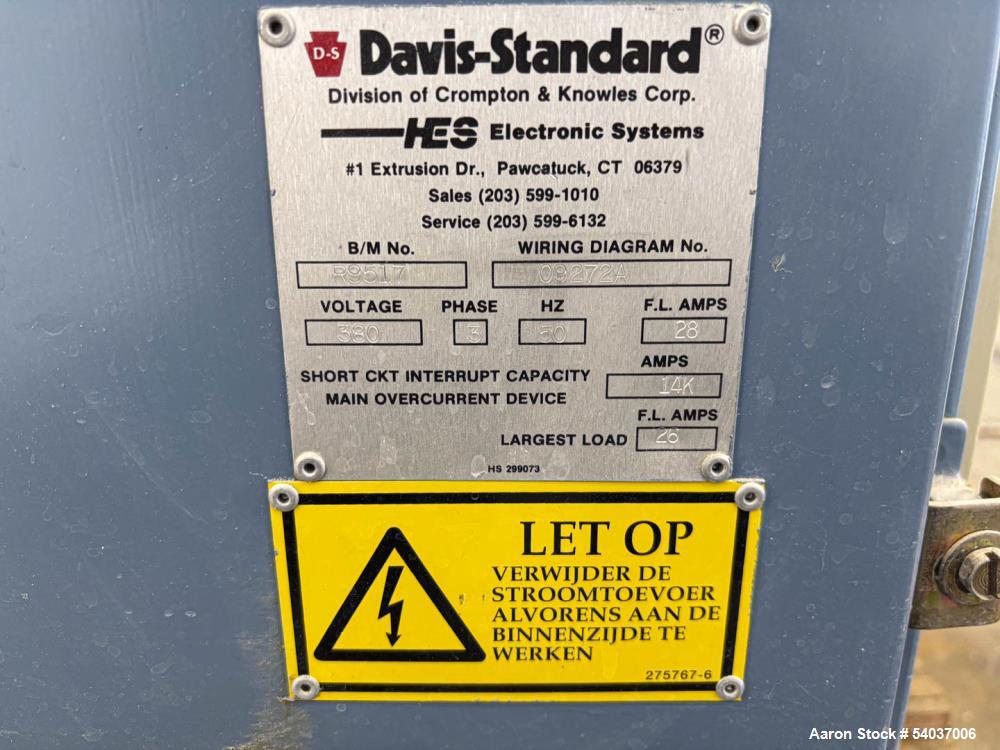 D-S Davis-Standard®
Division of Crompton & Knowles Corp.
HES Electronic Systems
#1 Extrusion Dr., Pawcatuck, CT 06379
Sales (203) 599-1010
Service (203) 599-6132
B/M No. WIRING DIAGRAM No.
R9517 09272A
VOLTAGE PHASE HZ F.L. AMPS
380 3 50 28
AMPS
SHORT CKT INTERRUPT CAPACITY 14K
MAIN OVERCURRENT DEVICE
F.L. AMPS
LARGEST LOAD 26
HS 299073
LET OP
VERWIJDER DE
STROOMTOEVOER
ALVORENS AAN DE
BINNENZIJDE TE
WERKEN
275767-6
Aaron Stock # 54037006